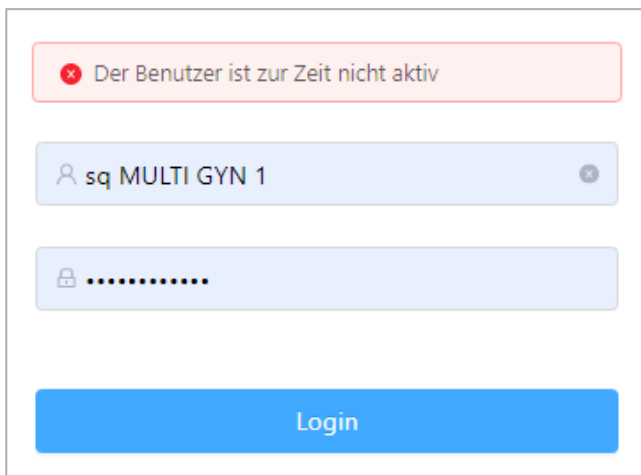 Der Benutzer ist zur Zeit nicht aktiv
sq MULTI GYN 1
••••••••••••
Login